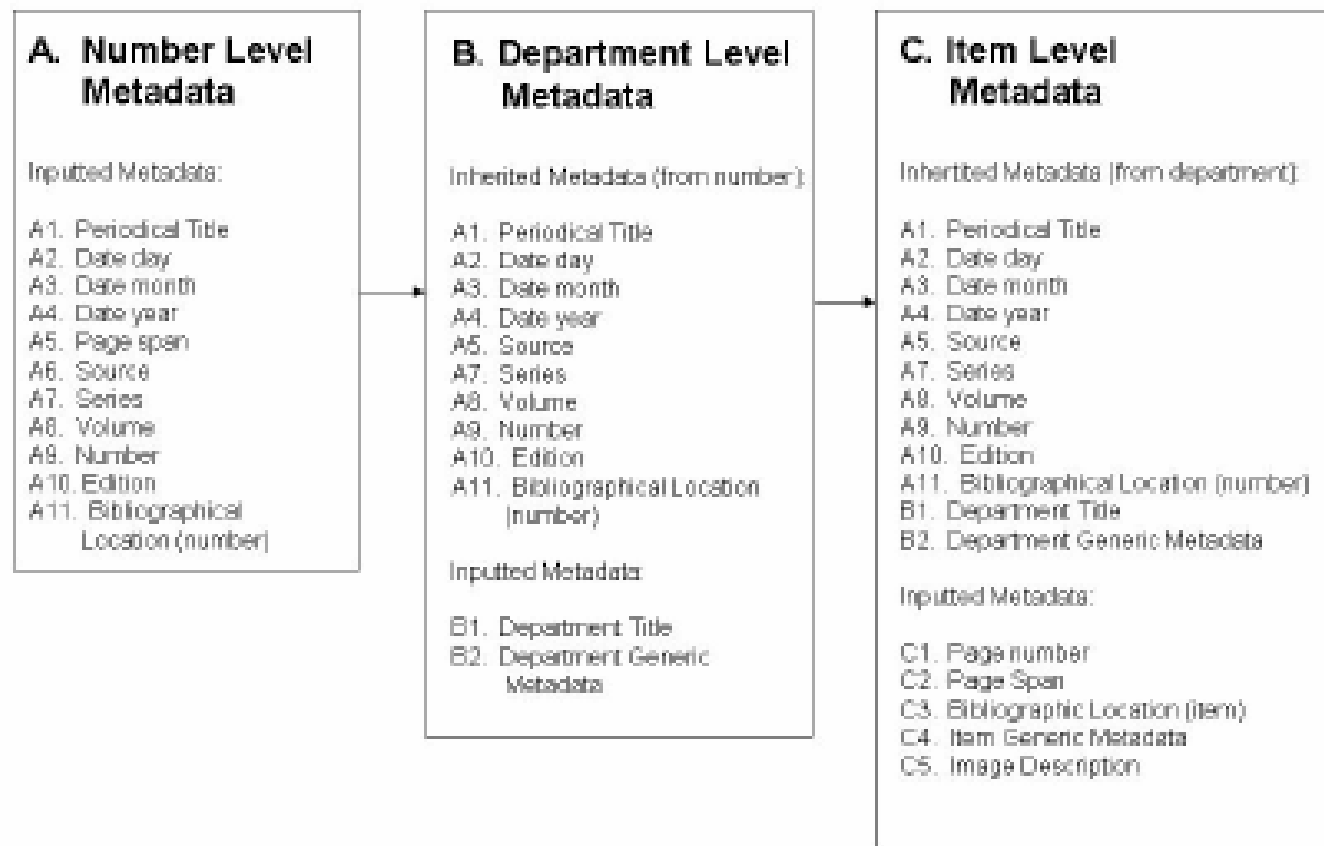 A. Number Level
Metadata
Inputted Metadata:
A1. Periodical Title
A2. Date day
A3. Date month
A4. Date year
A5. Page span
A6. Source
A7. Series
A8. Volume
A9. Number
A10. Edition
A11. Bibliographical
Location (number)
B. Department Level
Metadata
Inherited Metadata (from number):
A1. Periodical Title
A2. Date day
A3. Date month
A4. Date year
A5. Source
A7. Series
A8. Volume
A9. Number
A10. Edition
A11. Bibliographical Location
(number)
Inputted Metadata:
B1. Department Title
B2. Department Generic
Metadata
C. Item Level
Metadata
Inhertited Metadata (from department):
A1. Periodical Title
A2. Date day
A3. Date month
A4. Date year
A5. Source
A7. Series
A8. Volume
A9. Number
A10. Edition
A11. Bibliographical Location (number)
B1. Department Title
B2. Department Generic Metadata
Inputted Metadata:
C1. Page number
C2. Page Span
C3. Bibliographic Location (item)
C4. Item Generic Metadata
C5. Image Description